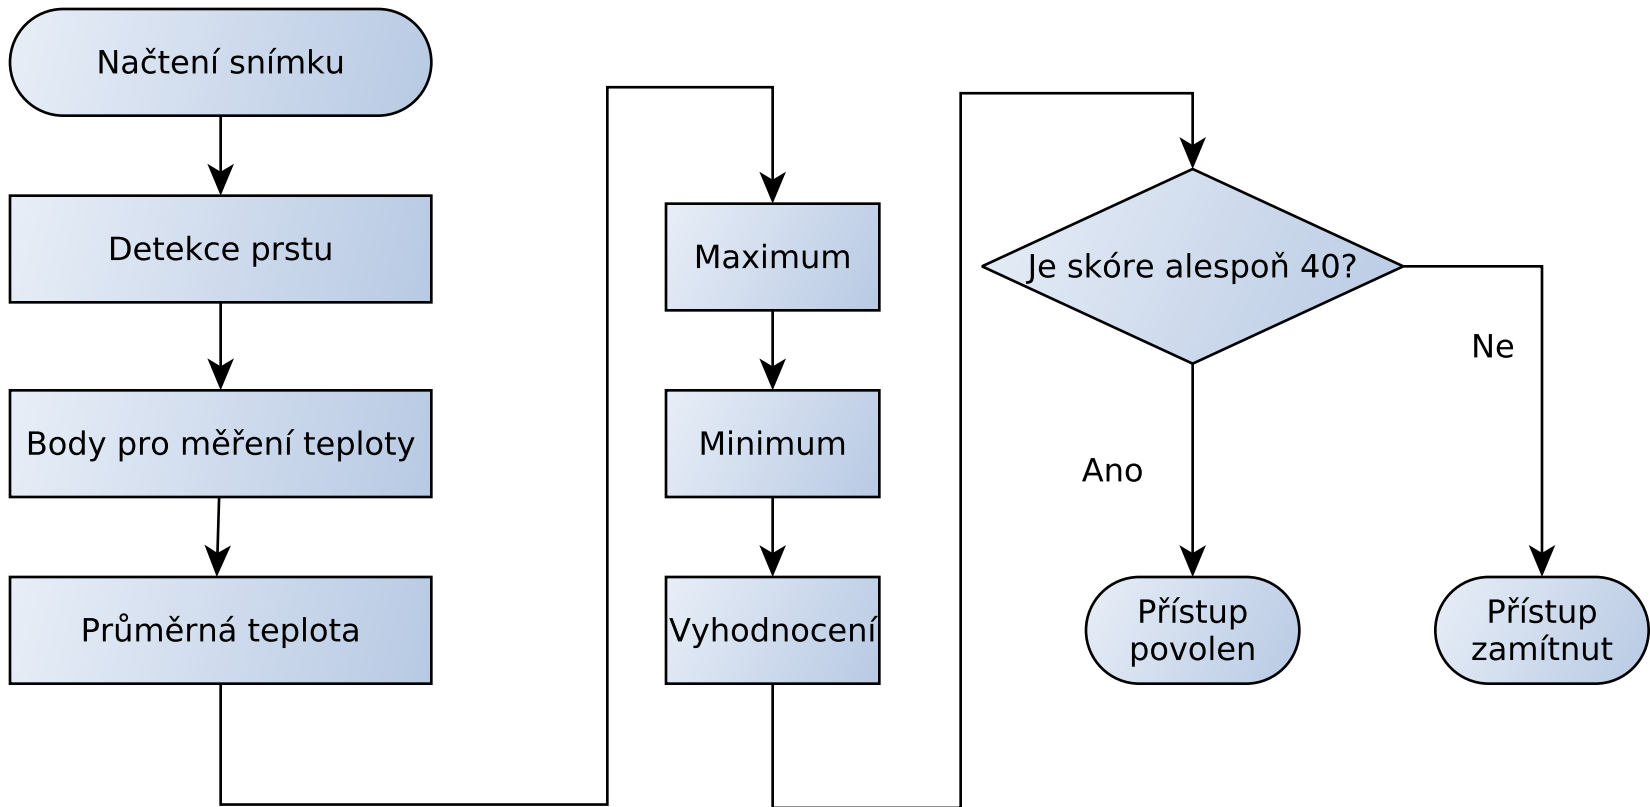 Načtení snímku
Detekce prstu
Body pro měření teploty
Průměrná teplota
Maximum
Minimum
Vyhodnocení
Je skóre alespoň 40?
Ne
Ano
Přístup
povolen
Přístup
zamítnut